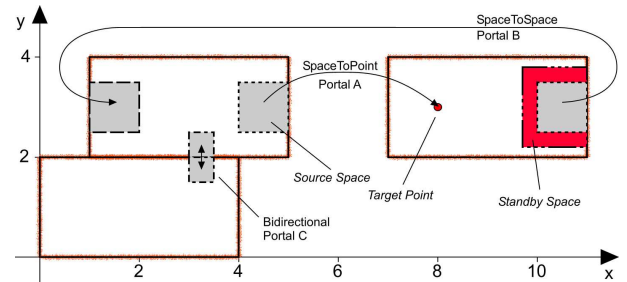 y
SpaceToSpace
Portal B
4
SpaceToPoint
Portal A
2
Source Space
Target Point
Standby Space
Bidirectional
Portal C
2
4
6
8
10
x